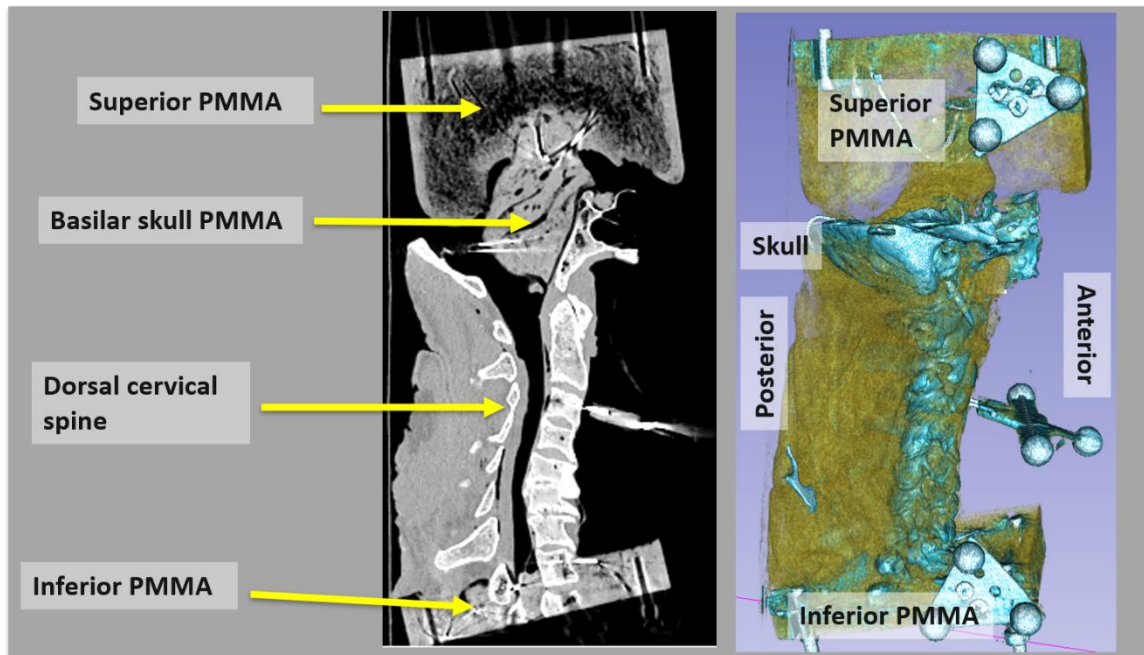 Superior PMMA
Basilar skull PMMA
Dorsal cervical
spine
Inferior PMMA
Superior
PMMA
Skull
Posterior
Anterior
Inferior PMMA